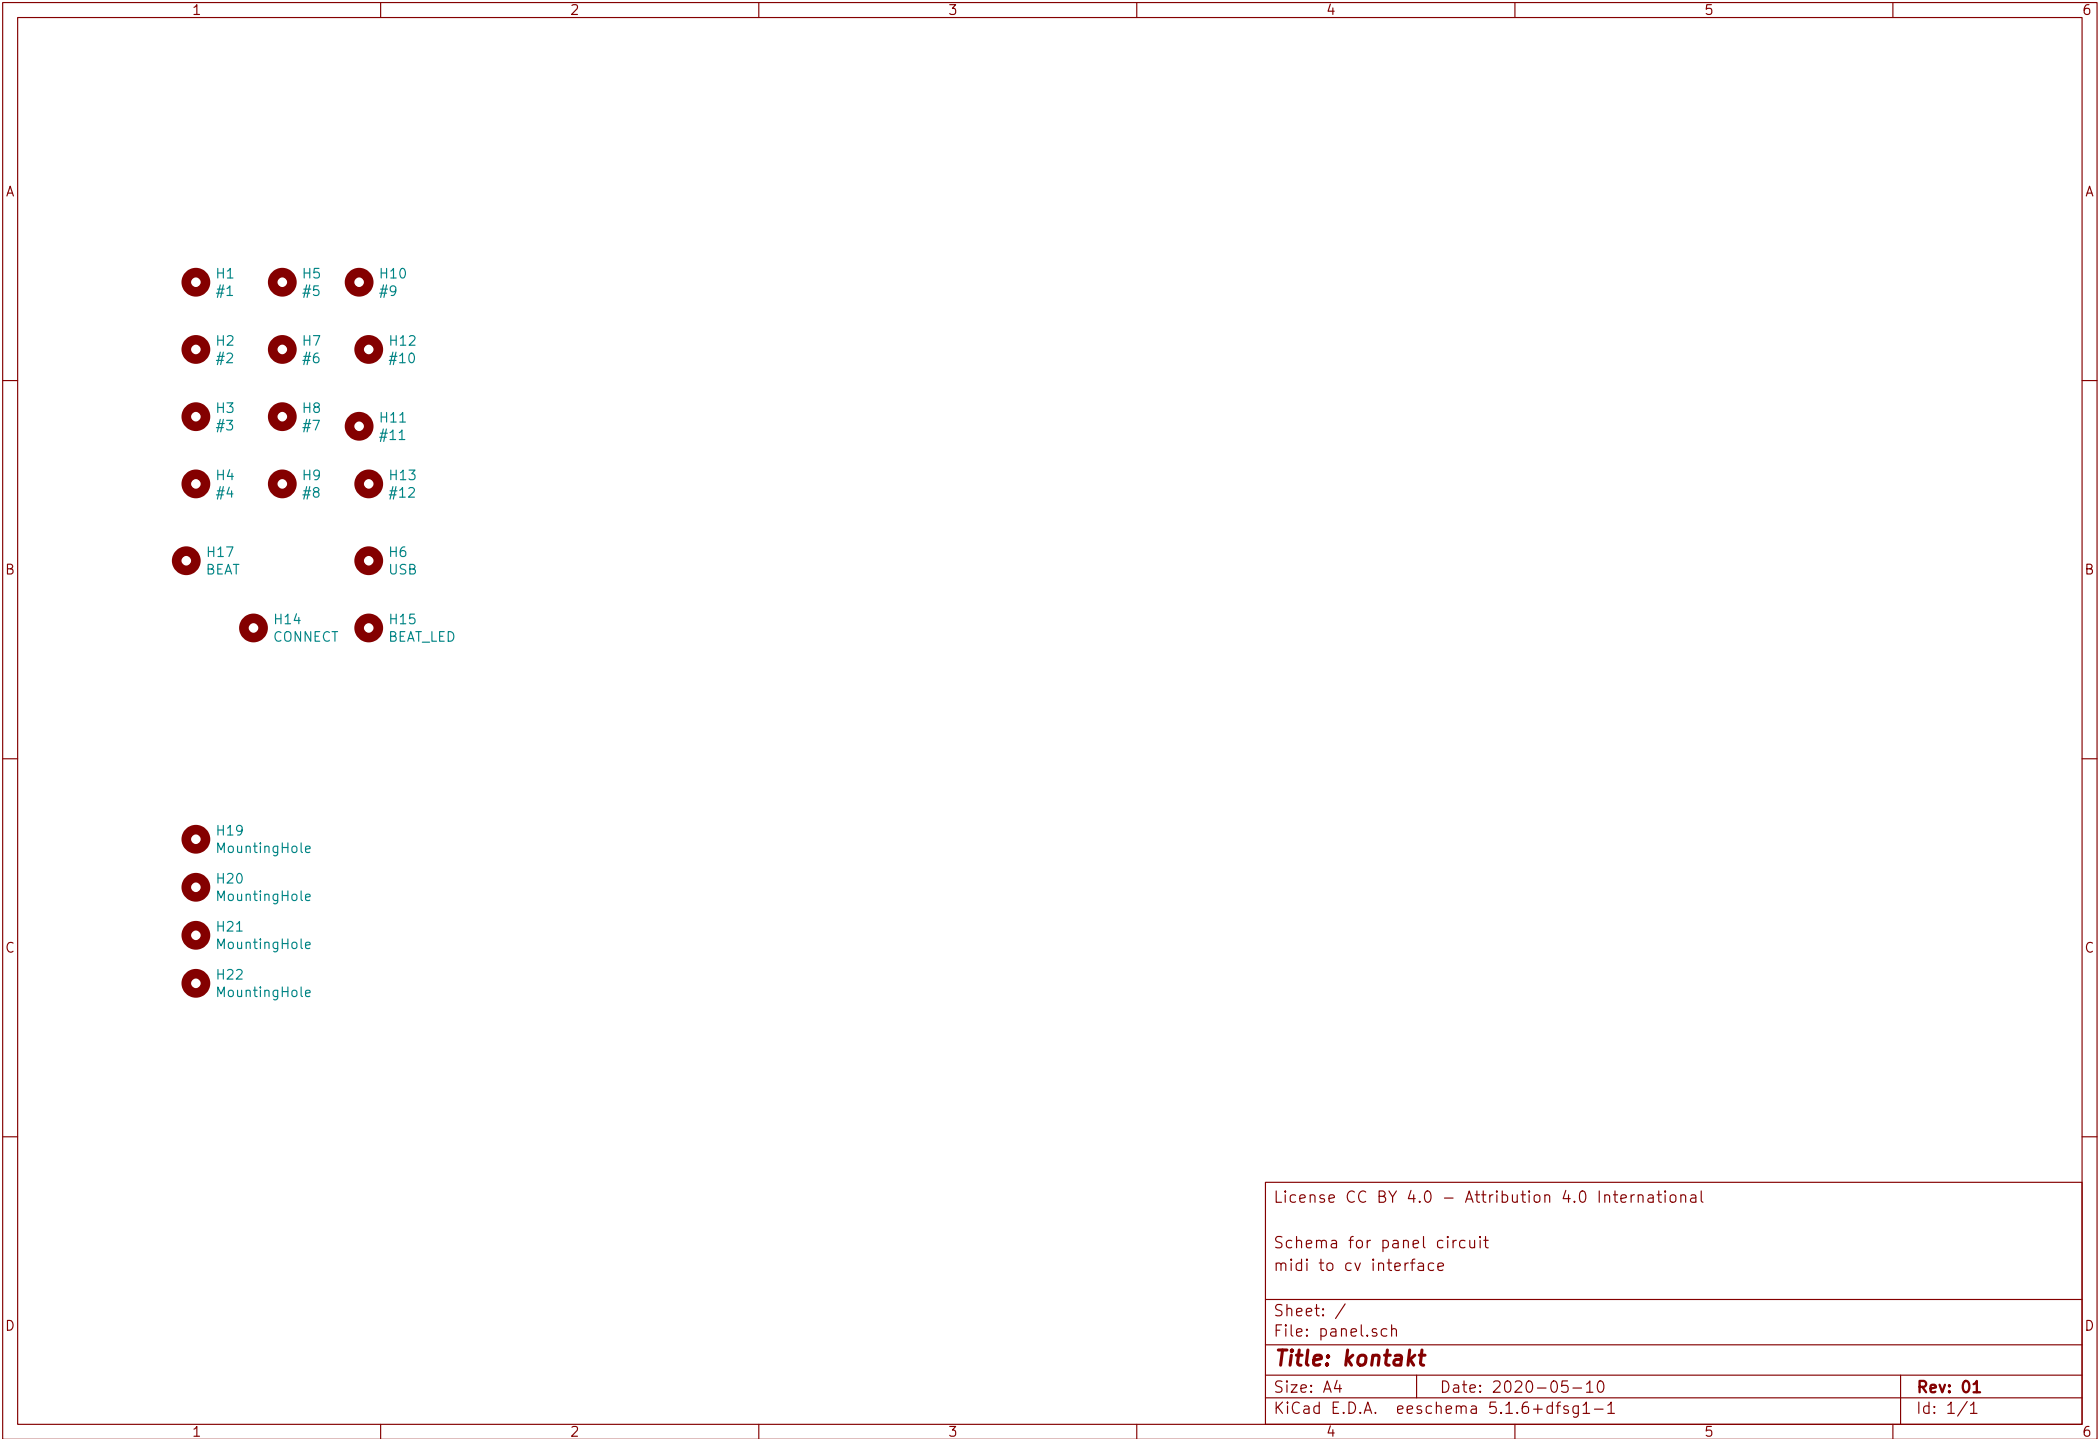 1 2 3 4 5 6
A A
H1 H5 H10
#1 #5 #9
H2 H7 H12
#2 #6 #10
H3 H8 H11
#3 #7 #11
H4 H9 H13
#4 #8 #12
H17 H6
BEAT USB
B B
H14 H15
CONNECT BEAT_LED
H19
MountingHole
H20
MountingHole
H21
MountingHole
C C
H22
MountingHole
License CC BY 4.0 - Attribution 4.0 International
Schema for panel circuit
midi to cv interface
Sheet: /
File: panel.sch
D D
Title: kontakt
Size: A4 Date: 2020-05-10 Rev: 01
KiCad E.D.A. eeschema 5.1.6+dfsg1-1 Id: 1/1
1 2 3 4 5 6